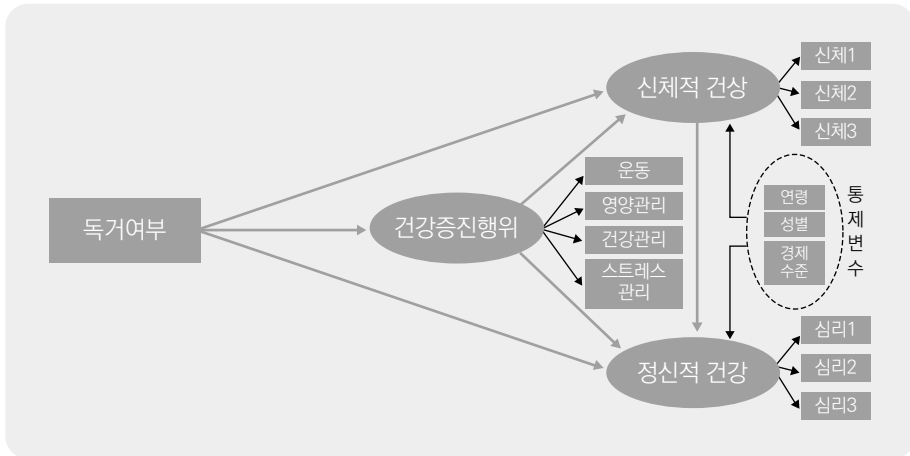 독거여부
건강증진행위
신체적 건상
정신적 건강
운동
영양관리
건강관리
스트레스
관리
신체1
신체2
신체3
연령
성별
경제
수준
통
제
변
수
심리1
심리2
심리3